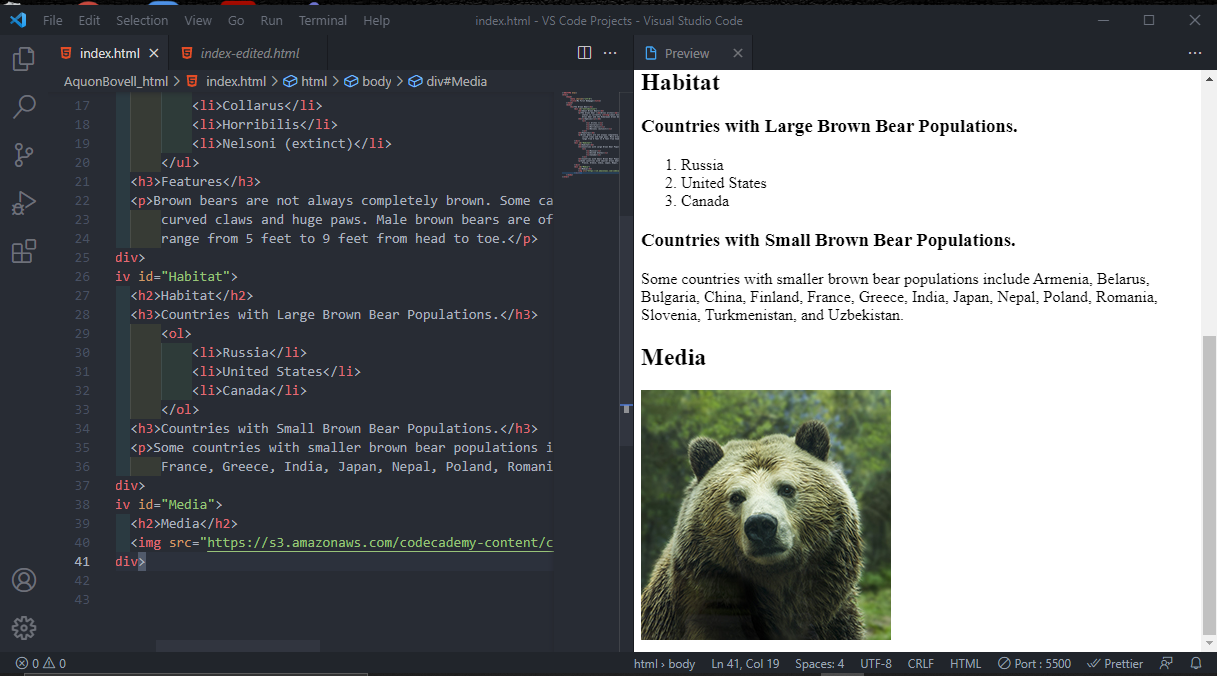 File Edit Selection View Go Run Terminal Help
index.html - VS Code Projects - Visual Studio Code
index.html
index-edited.html
AquonBovell_html > index.html > html > body > div#Media
17 <li>Collarus</li>
18 <li>Horribilis</li>
19 <li>Nelsoni (extinct)</li>
20 </ul>
21 <h3>Features</h3>
22 <p>Brown bears are not always completely brown. Some ca
23 curved claws and huge paws. Male brown bears are of
24 range from 5 feet to 9 feet from head to toe.</p>
25 div>
26 iv id="Habitat">
27 <h2>Habitat</h2>
28 <h3>Countries with Large Brown Bear Populations.</h3>
29 <ol>
30 <li>Russia</li>
31 <li>United States</li>
32 <li>Canada</li>
33 </ol>
34 <h3>Countries with Small Brown Bear Populations.</h3>
35 <p>Some countries with smaller brown bear populations i
36 France, Greece, India, Japan, Nepal, Poland, Romani
37 div>
38 iv id="Media">
39 <h2>Media</h2>
40 <img src="https://s3.amazonaws.com/codecademy-content/c
41 div>
42
43
Preview
Habitat
Countries with Large Brown Bear Populations.
1. Russia
2. United States
3. Canada
Countries with Small Brown Bear Populations.
Some countries with smaller brown bear populations include Armenia, Belarus,
Bulgaria, China, Finland, France, Greece, India, Japan, Nepal, Poland, Romania,
Slovenia, Turkmenistan, and Uzbekistan.
Media
0 0
html › body Ln 41, Col 19 Spaces: 4 UTF-8 CRLF HTML Port : 5500 Prettier